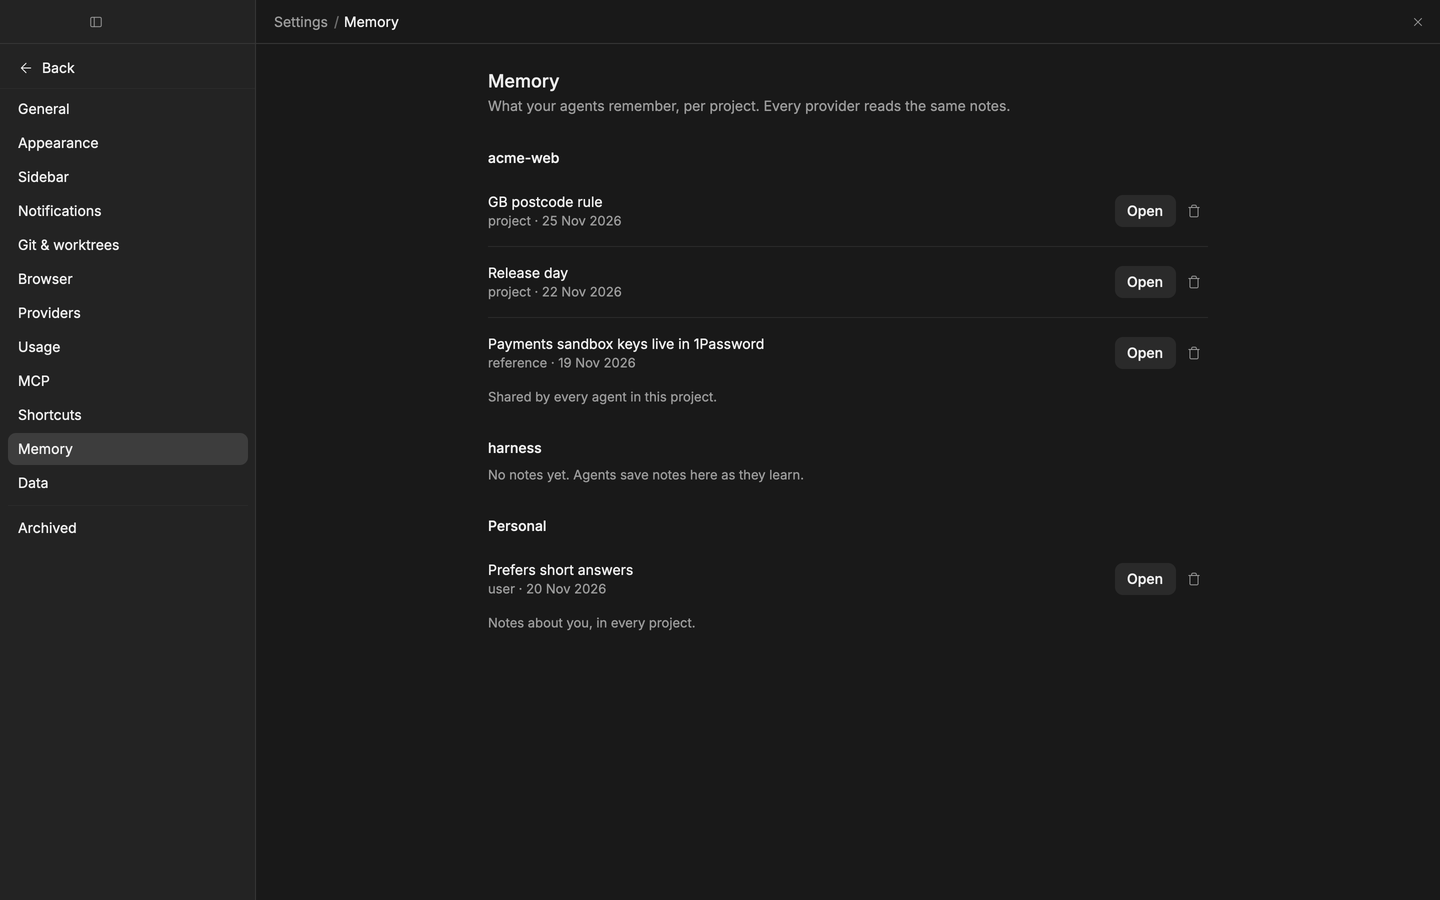 Settings / Memory
Back
General
Appearance
Sidebar
Notifications
Git & worktrees
Browser
Providers
Usage
MCP
Shortcuts
Memory
Data
Archived
Memory
What your agents remember, per project. Every provider reads the same notes.
acme-web
GB postcode rule
project · 25 Nov 2026
Open
Release day
project · 22 Nov 2026
Open
Payments sandbox keys live in 1Password
reference · 19 Nov 2026
Open
Shared by every agent in this project.
harness
No notes yet. Agents save notes here as they learn.
Personal
Prefers short answers
user · 20 Nov 2026
Open
Notes about you, in every project.